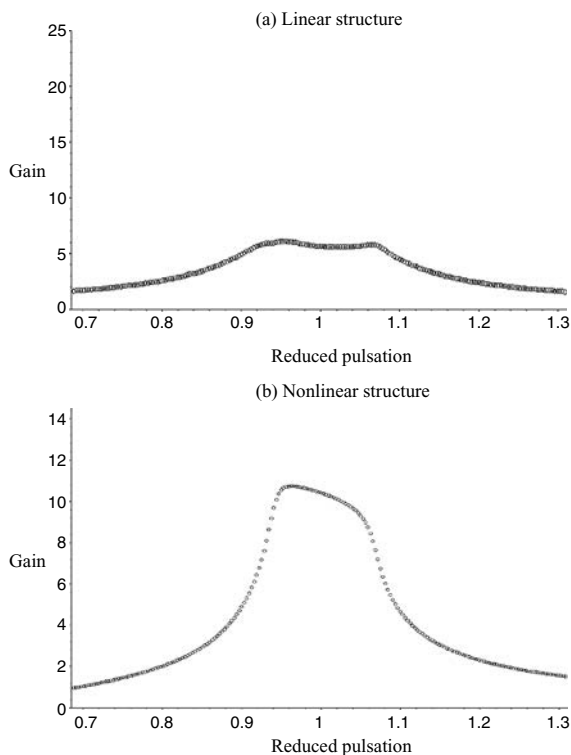 (a) Linear structure
25
20
15
Gain
10
5
0
0.7 0.8 0.9 1 1.1 1.2 1.3
Reduced pulsation
(b) Nonlinear structure
14
12
10
8
Gain
6
4
2
0
0.7 0.8 0.9 1 1.1 1.2 1.3
Reduced pulsation